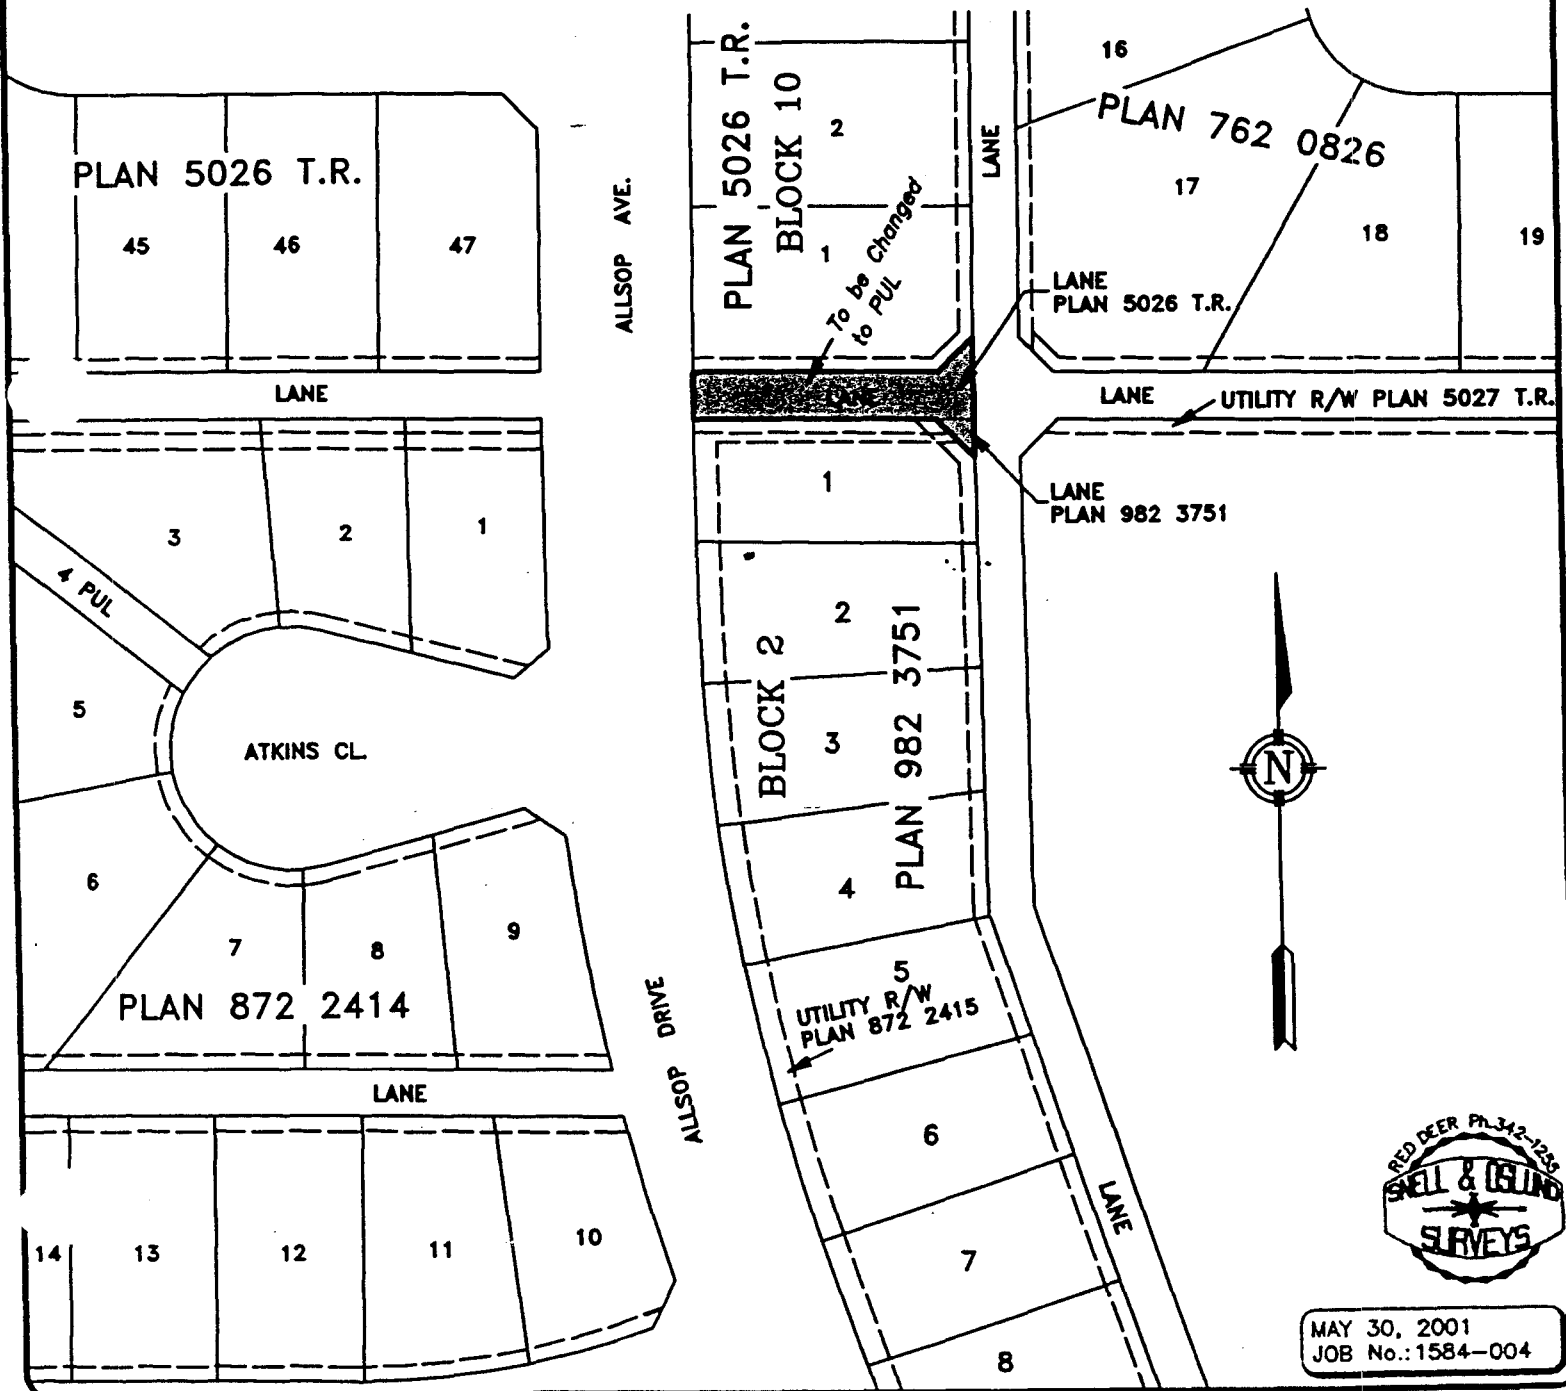 PLAN 5026 T.R.
45
46
47
ALLSOP AVE.
PLAN 5026 T.R.
BLOCK 10
2
1
To be Changed
to PUL
LANE
16
PLAN 762 0826
17
18
19
LANE
PLAN 5026 T.R.
LANE
LANE
LANE
UTILITY R/W PLAN 5027 T.R.
LANE
PLAN 982 3751
3
2
1
4 PUL
5
ATKINS CL.
6
7
8
9
PLAN 872 2414
LANE
14
13
12
11
10
ALLSOP DRIVE
1
2
BLOCK 2
PLAN 982 3751
3
4
5
UTILITY R/W
PLAN 872 2415
6
7
8
LANE
N
RED DEER Ph.342-1255
SNELL & OSLUND
SURVEYS
MAY 30, 2001
JOB No.:1584-004